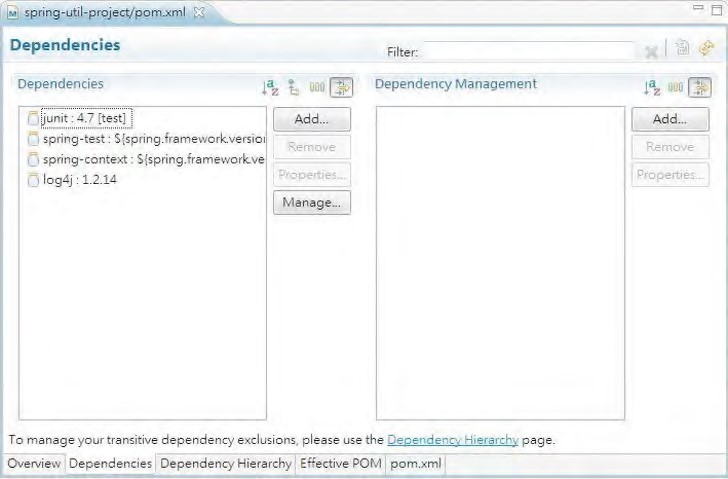 spring-util-project/pom.xml
Dependencies
Filter:
Dependencies
Dependency Management
junit : 4.7 [test]
spring-test : ${spring.framework.version
spring-context : ${spring.framework.ve
log4j : 1.2.14
Add...
Remove
Properties...
Manage...
Add...
Remove
Properties...
To manage your transitive dependency exclusions, please use the Dependency Hierarchy page.
Overview Dependencies Dependency Hierarchy Effective POM pom.xml